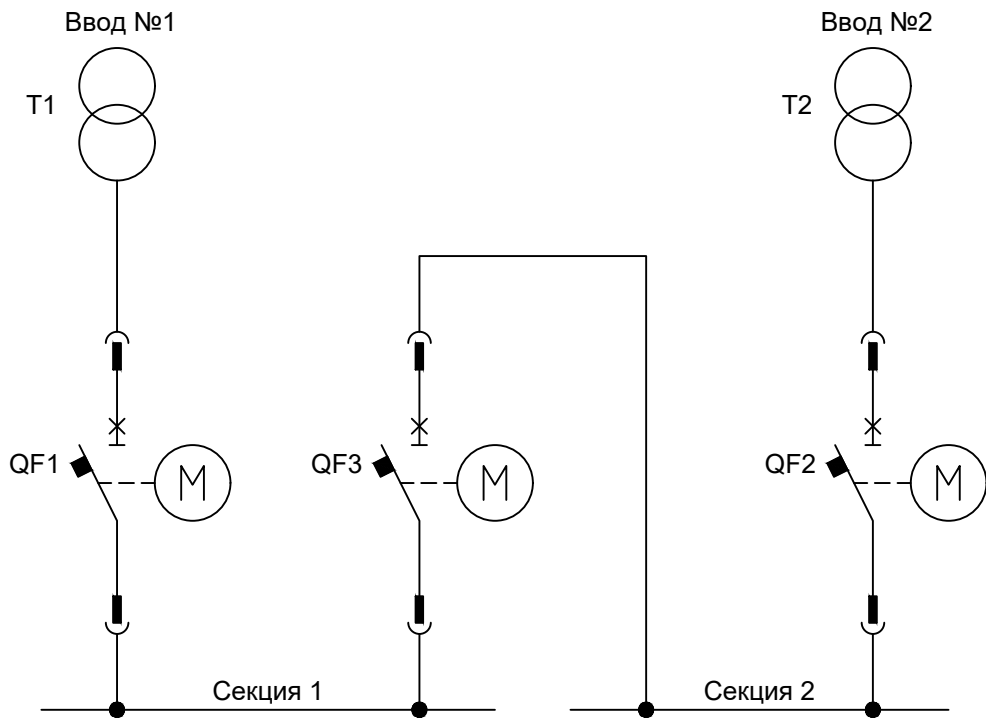 Ввод №1
Ввод №2
T1
T2
QF1
M
QF3
M
QF2
M
Секция 1
Секция 2